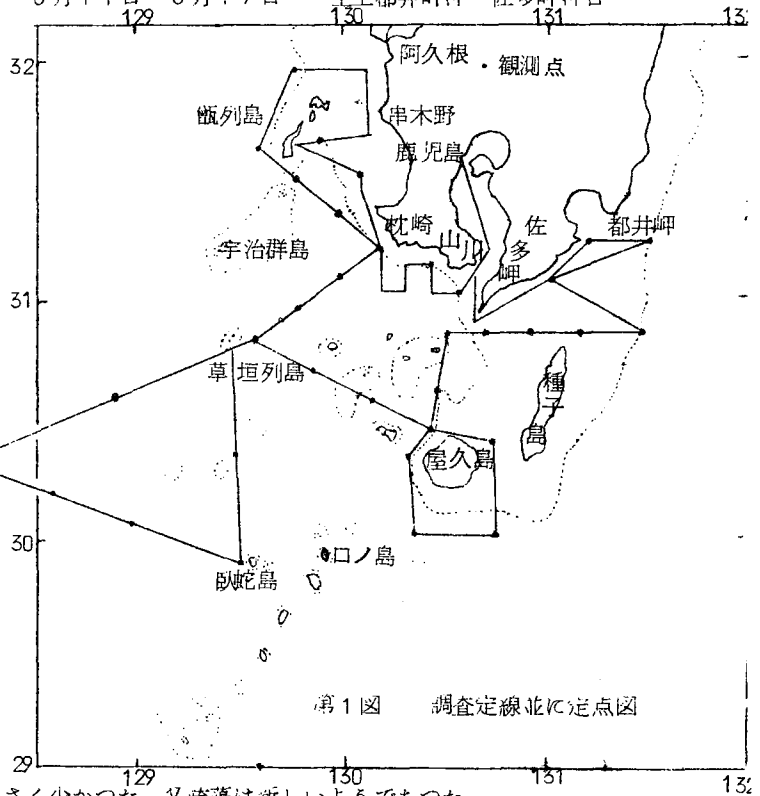 129 130 131
32
阿久根
・観測点
甑列島
串木野
鹿児島
枕崎
山川
佐多岬
都井岬
宇治群島
31
草垣列島
種子島
屋久島
30
口ノ島
臥蛇島
第1図 調査定線並に定点図
29
129 130 131 132